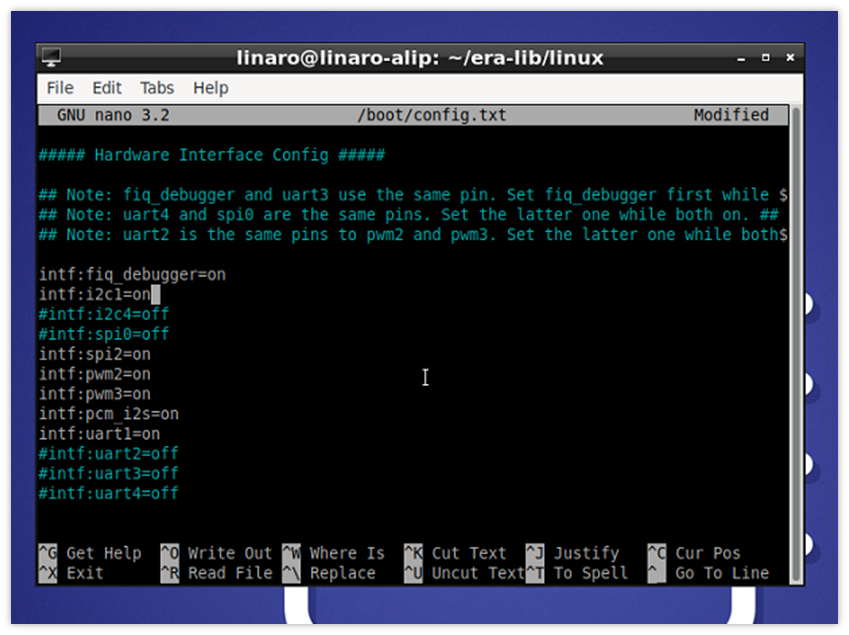 linaro@linaro-alip: ~/era-lib/linux
File Edit Tabs Help
GNU nano 3.2 /boot/config.txt Modified
##### Hardware Interface Config #####
## Note: fiq_debugger and uart3 use the same pin. Set fiq_debugger first while $
## Note: uart4 and spi0 are the same pins. Set the latter one while both on. ##
## Note: uart2 is the same pins to pwm2 and pwm3. Set the latter one while both$
intf:fiq_debugger=on
intf:i2c1=on
#intf:i2c4=off
#intf:spi0=off
intf:spi2=on
intf:pwm2=on
intf:pwm3=on
intf:pcm_i2s=on
intf:uart1=on
#intf:uart2=off
#intf:uart3=off
#intf:uart4=off
^G Get Help ^O Write Out ^W Where Is ^K Cut Text ^J Justify ^C Cur Pos
^X Exit ^R Read File ^\ Replace ^U Uncut Text ^T To Spell ^_ Go To Line